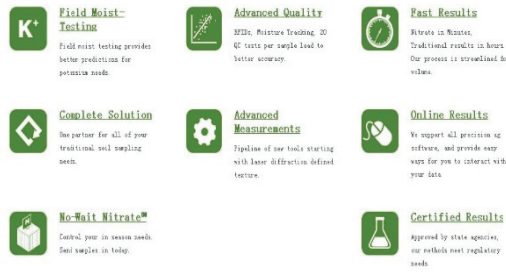 K+
Field Moist-
Testing
Field moist testing provides
better predictions for
potassium needs.
Advanced Quality
RFIDs, Moisture Tracking, 20
QC tests per sample lead to
better accuracy.
Fast Results
Nitrate in Minutes,
Traditional results in hours.
Our process is streamlined for
volume.
Complete Solution
One partner for all of your
traditional soil sampling
needs.
Advanced
Measurements
Pipeline of new tools starting
with laser diffraction defined
texture.
Online Results
We support all precision ag
software, and provide easy
ways for you to interact with
your data.
No-Wait Nitrate™
Control your in season needs.
Send samples in today.
Certified Results
Approved by state agencies,
our methods meet regulatory
needs.